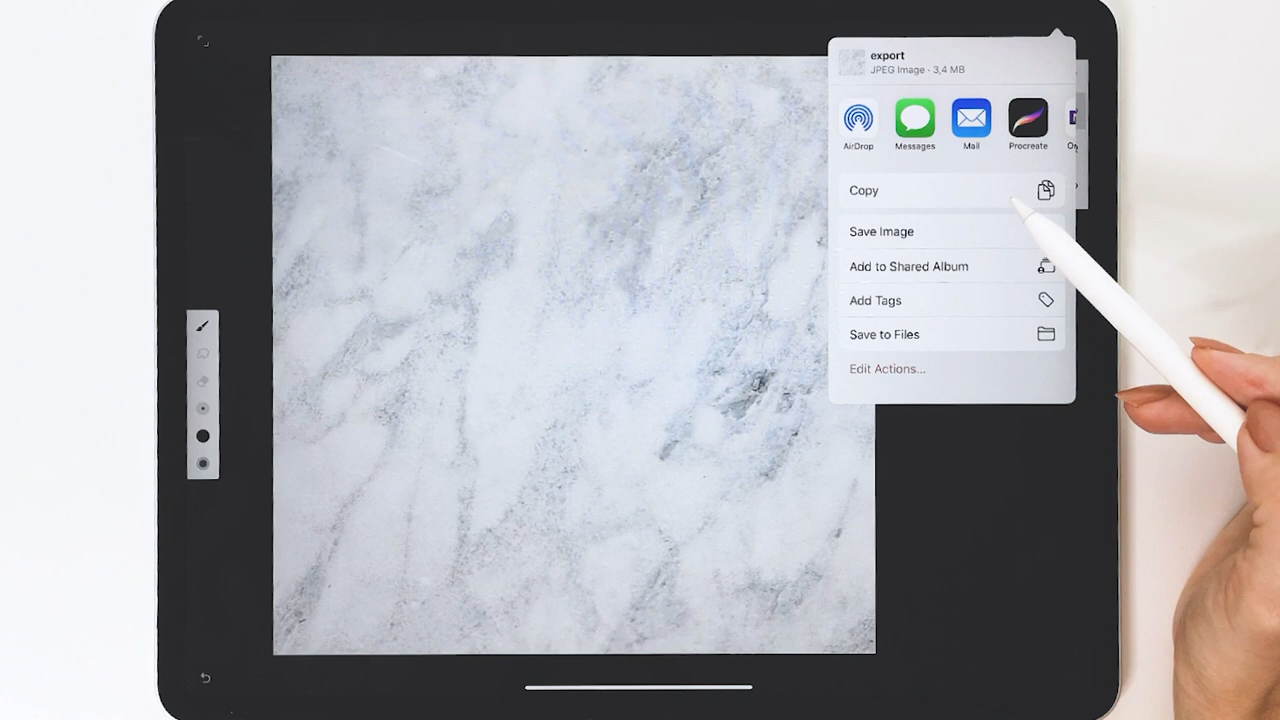 export
JPEG Image · 3,4 MB
AirDrop
Messages
Mail
Procreate
Copy
Save Image
Add to Shared Album
Add Tags
Save to Files
Edit Actions...